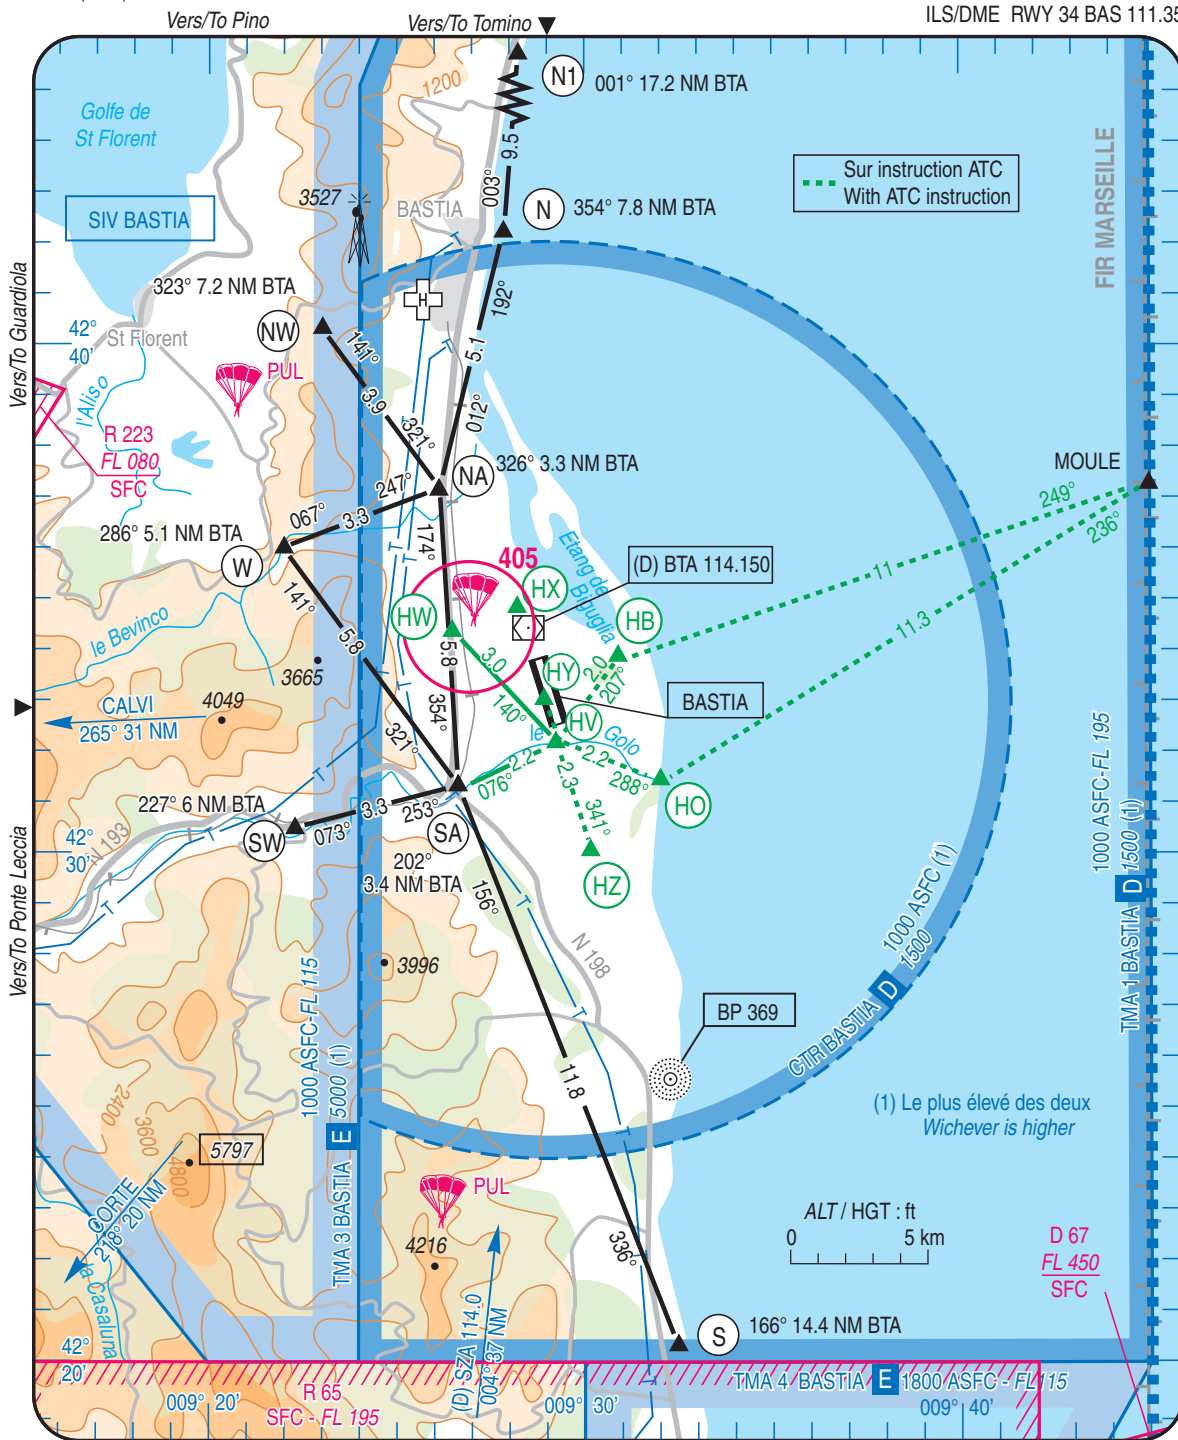 Vers/To Pino
Vers/To Tomino
ILS/DME RWY 34 BAS 111.35
1200
N1
001° 17.2 NM BTA
Golfe de
St Florent
9.5
003°
Sur instruction ATC
With ATC instruction
FIR MARSEILLE
3527
BASTIA
N
354° 7.8 NM BTA
SIV BASTIA
Vers/To Guardiola
323° 7.2 NM BTA
H
192°
42°
40'
St Florent
NW
141°
5.1
PUL
3.9
l'Aliso
012°
321°
R 223
FL 080
SFC
NA
326° 3.3 NM BTA
MOULE
247°
249°
067°
3.3
236°
286° 5.1 NM BTA
174°
W
405
Etang de
Biguglia
(D) BTA 114.150
11
141°
HX
HW
HB
11.3
le Bevinco
5.8
5.8
3.0
HY
2.0
207°
3665
4049
CALVI
265° 31 NM
354°
140°
BASTIA
321°
HV
le Golo
2.2
2.2
076°
288°
2.3
HO
227° 6 NM BTA
3.3
253°
073°
341°
SW
SA
N 193
42°
30'
202°
3.4 NM BTA
HZ
1000 ASFC-FL 195
1500 (1)
TMA 1 BASTIA D
Vers/To Ponte Leccia
156°
1000 ASFC (1)
1500
CTR BASTIA D
N 198
3996
1000 ASFC-FL 115
5000 (1)
TMA 3 BASTIA E
BP 369
11.8
2400
3600
4800
5797
(1) Le plus élevé des deux
Wichever is higher
CORTE
218° 20 NM
PUL
la Casaluna
4216
336°
ALT / HGT : ft
0 5 km
D 67
FL 450
SFC
(D) SZA 114.0
004° 37 NM
S
166° 14.4 NM BTA
42°
20'
R 65
SFC - FL 195
TMA 4 BASTIA E 1800 ASFC - FL115
009° 20'
009° 30'
009° 40'